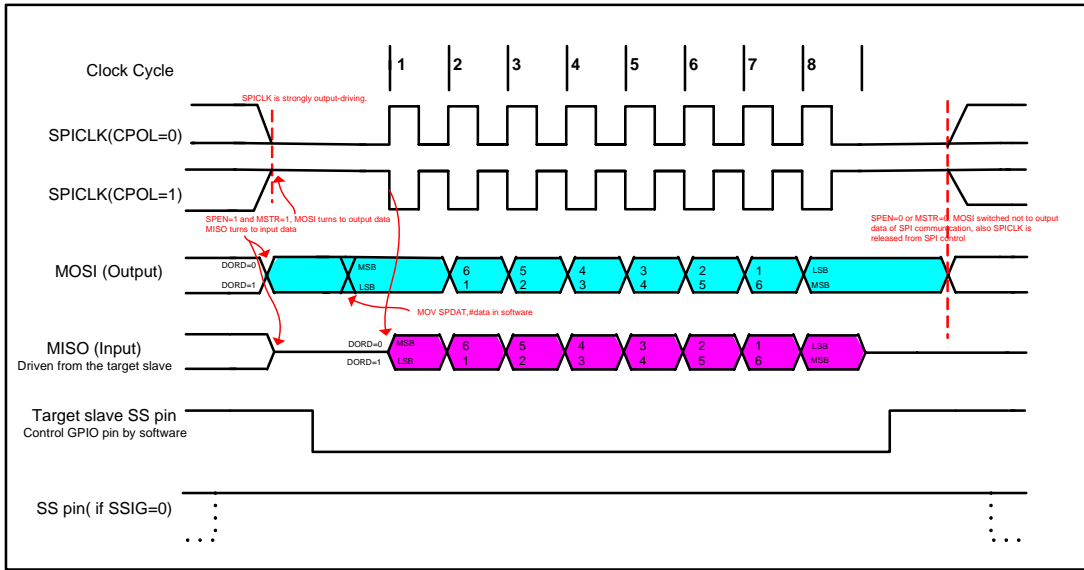 Clock Cycle
1 2 3 4 5 6 7 8
SPICLK is strongly output-driving.
SPICLK(CPOL=0)
SPICLK(CPOL=1)
SPEN=1 and MSTR=1, MOSI turns to output data
MISO turns to input data
SPEN=0 or MSTR=0, MOSI switched not to output
data of SPI communication, also SPICLK is
released from SPI control
MOSI (Output)
DORD=0 MSB 6 5 4 3 2 1 LSB
DORD=1 LSB 1 2 3 4 5 6 MSB
MOV SPDAT,#data in software
MISO (Input)
Driven from the target slave
DORD=0 MSB 6 5 4 3 2 1 LSB
DORD=1 LSB 1 2 3 4 5 6 MSB
Target slave SS pin
Control GPIO pin by software
SS pin( if SSIG=0)